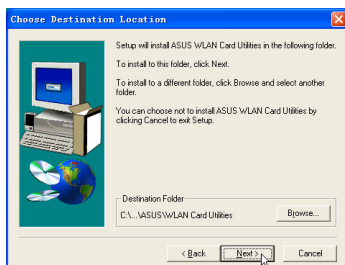 Choose Destination Location
Setup will install ASUS WLAN Card Utilities in the following folder.
To install to this folder, click Next.
To install to a different folder, click Browse and select another
folder.
You can choose not to install ASUS WLAN Card Utilities by
clicking Cancel to exit Setup.
Destination Folder
C:\...\ASUS\WLAN Card Utilities
Browse...
< Back
Next >
Cancel